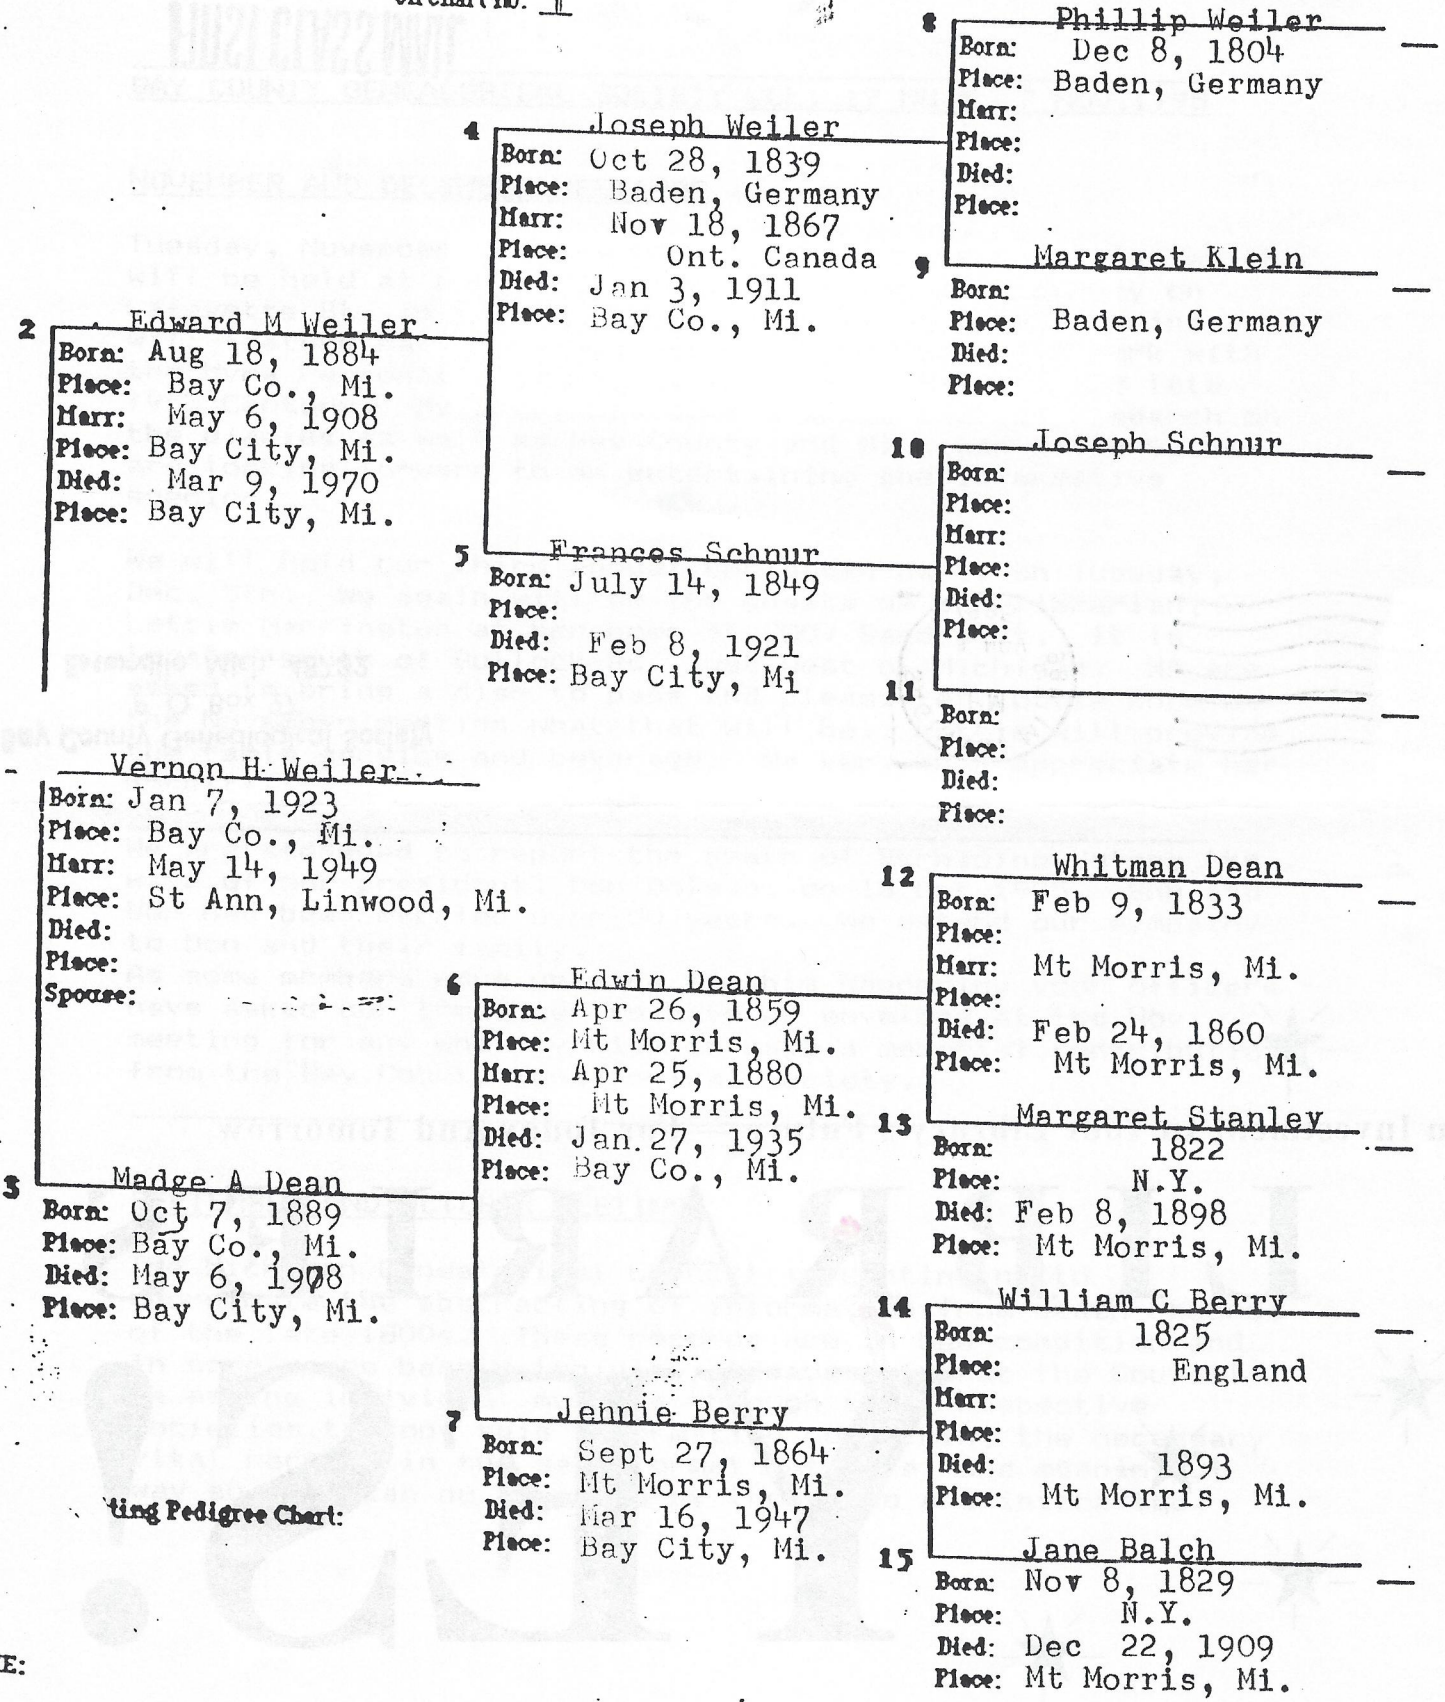 on chart no. 1
2 Edward M Weiler
Born: Aug 18, 1884
Place: Bay Co., Mi.
Marr: May 6, 1908
Place: Bay City, Mi.
Died: Mar 9, 1970
Place: Bay City, Mi.
Vernon H Weiler
Born: Jan 7, 1923
Place: Bay Co., Mi.
Marr: May 14, 1949
Place: St Ann, Linwood, Mi.
Died:
Place:
Spouse:
3 Madge A Dean
Born: Oct 7, 1889
Place: Bay Co., Mi.
Died: May 6, 1908
Place: Bay City, Mi.
ting Pedigree Chart:
E:
4 Joseph Weiler
Born: Oct 28, 1839
Place: Baden, Germany
Marr: Nov 18, 1867
Place: Ont. Canada
Died: Jan 3, 1911
Place: Bay Co., Mi.
5 Frances Schnur
Born: July 14, 1849
Place:
Died: Feb 8, 1921
Place: Bay City, Mi
6 Edwin Dean
Born: Apr 26, 1859
Place: Mt Morris, Mi.
Marr: Apr 25, 1880
Place: Mt Morris, Mi.
Died: Jan.27, 1935
Place: Bay Co., Mi.
7 Jennie Berry
Born: Sept 27, 1864
Place: Mt Morris, Mi.
Died: Mar 16, 1947
Place: Bay City, Mi.
8 Phillip Weiler
Born: Dec 8, 1804
Place: Baden, Germany
Marr:
Place:
Died:
Place:
9 Margaret Klein
Born:
Place: Baden, Germany
Died:
Place:
10 Joseph Schnur
Born:
Place:
Marr:
Place:
Died:
Place:
11
Born:
Place:
Died:
Place:
12 Whitman Dean
Born: Feb 9, 1833
Place:
Marr: Mt Morris, Mi.
Place:
Died: Feb 24, 1860
Place: Mt Morris, Mi.
13 Margaret Stanley
Born: 1822
Place: N.Y.
Died: Feb 8, 1898
Place: Mt Morris, Mi.
14 William C Berry
Born: 1825
Place: England
Marr:
Place:
Died: 1893
Place: Mt Morris, Mi.
15 Jane Balch
Born: Nov 8, 1829
Place: N.Y.
Died: Dec 22, 1909
Place: Mt Morris, Mi.